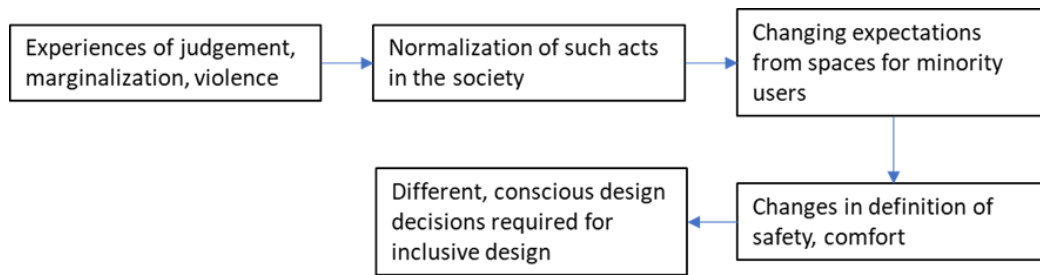 Experiences of judgement,
marginalization, violence
Normalization of such acts
in the society
Changing expectations
from spaces for minority
users
Changes in definition of
safety, comfort
Different, conscious design
decisions required for
inclusive design